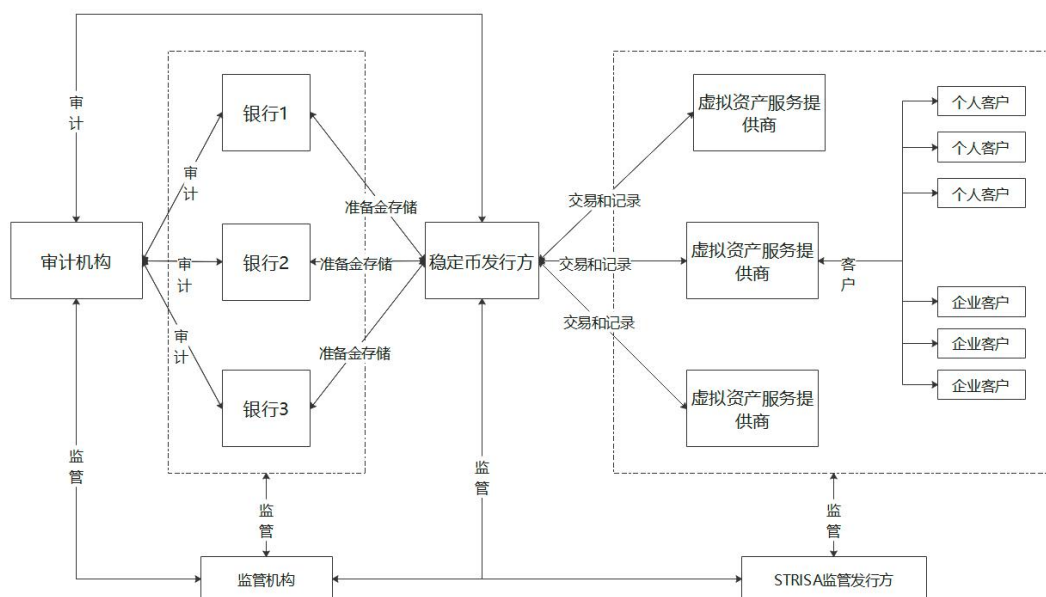 审计
银行1
审计
准备金存储
审计机构
审计
银行2
准备金存储
稳定币发行方
审计
准备金存储
银行3
虚拟资产服务提
供商
交易和记录
交易和记录
虚拟资产服务提
供商
交易和记录
虚拟资产服务提
供商
客户
个人客户
个人客户
个人客户
企业客户
企业客户
企业客户
监管
监管
监管
监管
监管机构
STRISA监管发行方